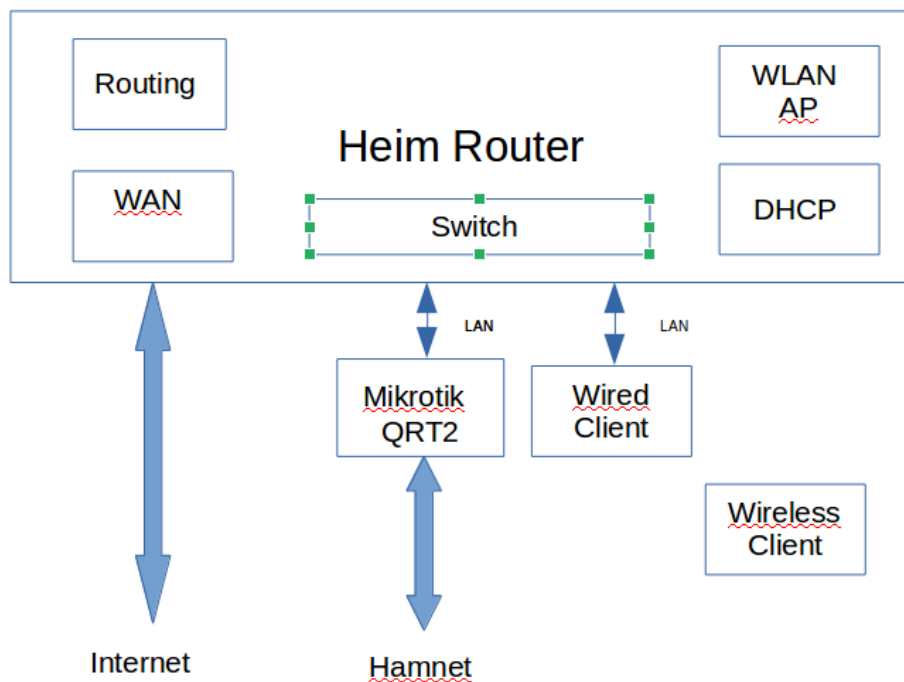 Routing
WLAN
AP
Heim Router
WAN
Switch
DHCP
LAN
LAN
Mikrotik
QRT2
Wired
Client
Wireless
Client
Internet
Hamnet